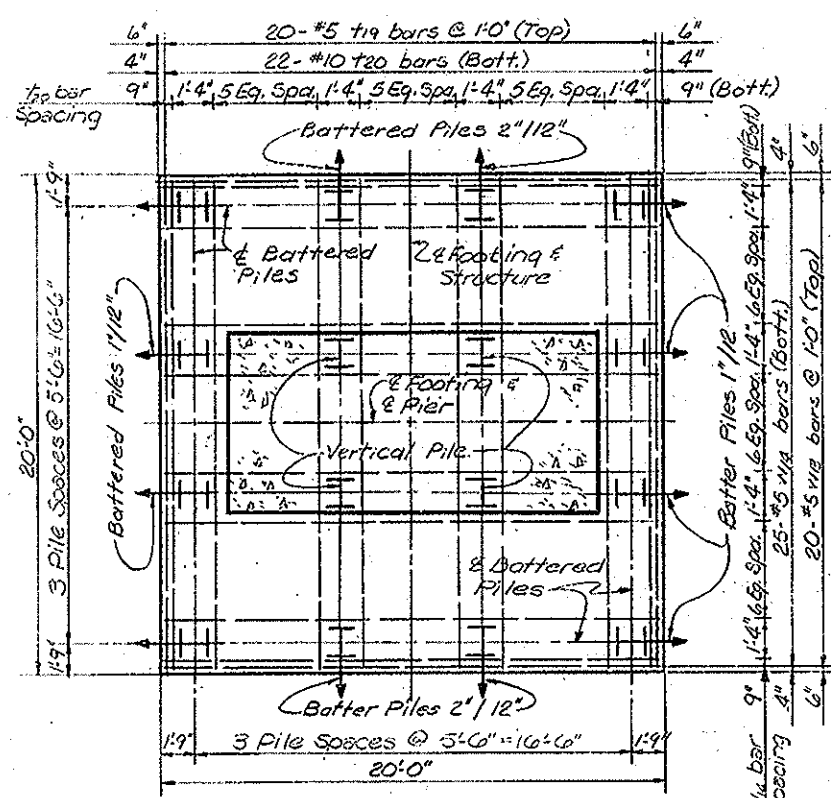 6" 20-#5 t19 bars @ 1'-0" (Top) 6"
4" 22-#10 t20 bars (Bott.) 4"
9" 1'-4" 5 Eq. Spa. 1'-4" 5 Eq. Spa. 1'-4" 5 Eq. Spa. 1'-4" 9" (Bott.)
t20 bar
Spacing
Battered Piles 2"/12"
1'-9"
℄ Battered
Piles
℄ Footing &
Structure
Battered Piles 1"/12"
20'-0"
3 Pile Spaces @ 5'-6" = 16'-6"
1'-9"
℄ Footing &
℄ Pier
Vertical Pile
℄ Battered
Piles
Batter Piles 1"/12
9" 1'-4" 6 Eq. Spa. 1'-4" 6 Eq. Spa. 1'-4" 6 Eq. Spa. 1'-4" 9" (Bott.)
4" 25-#5 bars (Bott.) 4"
6" 20-#5 bars @ 1'-0" (Top) 6"
bar
spacing
Batter Piles 2"/12"
1'-9" 3 Pile Spaces @ 5'-6" = 16'-6" 1'-9"
20'-0"